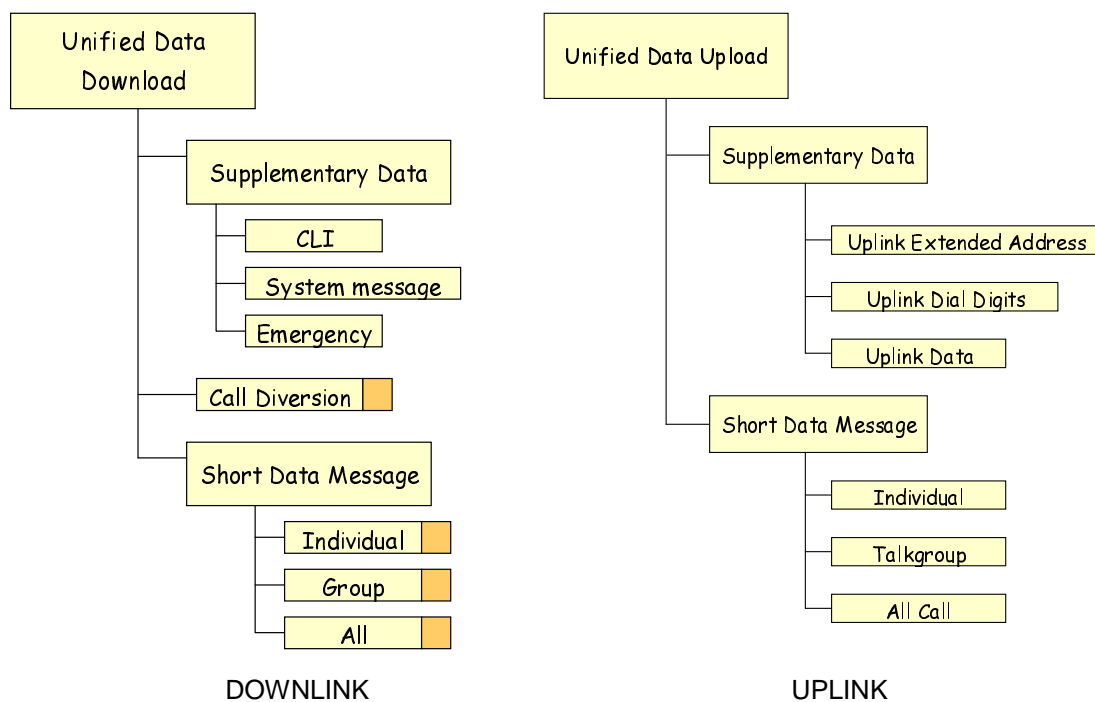 Unified Data
Download
Supplementary Data
CLI
System message
Emergency
Call Diversion
Short Data Message
Individual
Group
All
DOWNLINK
Unified Data Upload
Supplementary Data
Uplink Extended Address
Uplink Dial Digits
Uplink Data
Short Data Message
Individual
Talkgroup
All Call
UPLINK